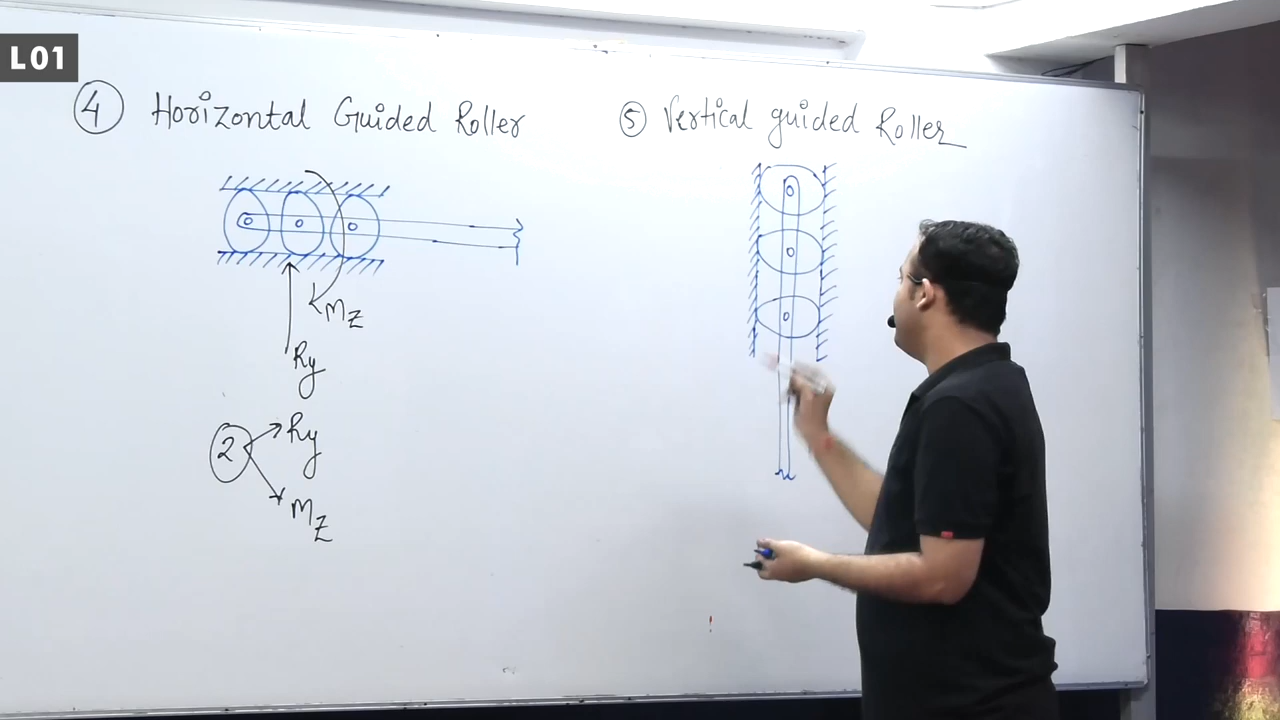 L01
④ Horizontal Guided Roller
⑤ Vertical guided Roller
Mz
Ry
② Ry
Mz